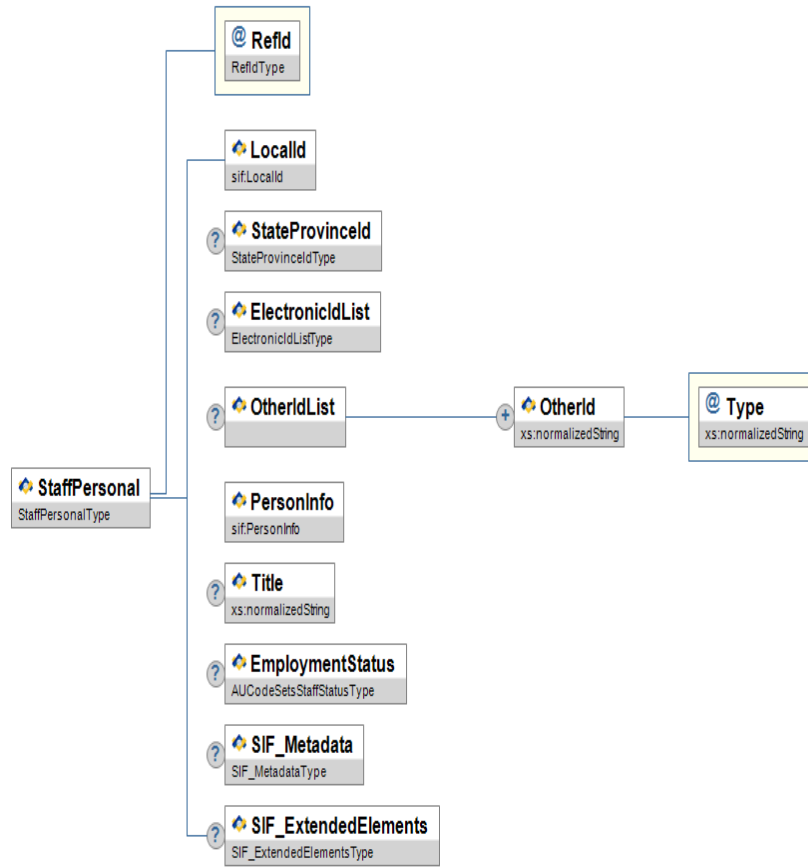 @ RefId
RefIdType
LocalId
sif:LocalId
? StateProvinceId
StateProvinceIdType
? ElectronicIdList
ElectronicIdListType
? OtherIdList
+ OtherId
xs:normalizedString
@ Type
xs:normalizedString
StaffPersonal
StaffPersonalType
PersonInfo
sif:PersonInfo
? Title
xs:normalizedString
? EmploymentStatus
AUCodeSetsStaffStatusType
? SIF_Metadata
SIF_MetadataType
? SIF_ExtendedElements
SIF_ExtendedElementsType